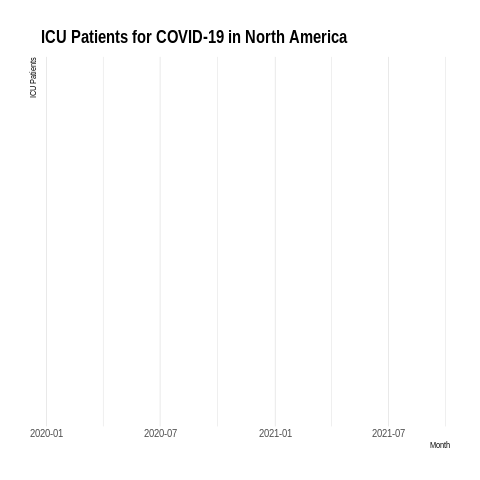 ICU Patients for COVID-19 in North America
ICU Patients
2020-01
2020-07
2021-01
2021-07
Month